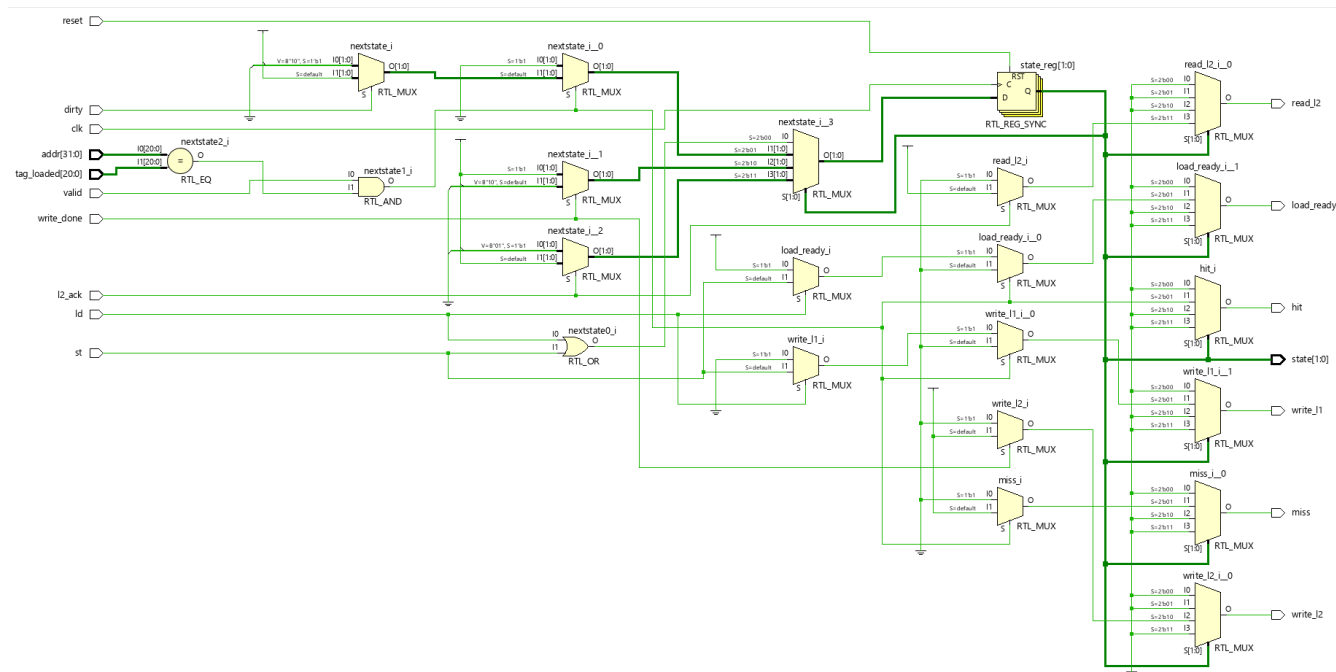 reset
dirty
clk
addr[31:0]
tag_loaded[20:0]
valid
write_done
l2_ack
ld
st
nextstate_i
V=B"10", S=1'b1 I0[1:0]
S=default I1[1:0]
O[1:0]
S
RTL_MUX
nextstate_i__0
S=1'b1 I0[1:0]
S=default I1[1:0]
O[1:0]
S
RTL_MUX
nextstate2_i
I0[20:0]
I1[20:0]
=
O
RTL_EQ
nextstate1_i
I0
I1
O
RTL_AND
nextstate_i__1
S=1'b1 I0[1:0]
V=B"10", S=default I1[1:0]
O[1:0]
S
RTL_MUX
nextstate_i__2
V=B"01", S=1'b1 I0[1:0]
S=default I1[1:0]
O[1:0]
S
RTL_MUX
nextstate0_i
I0
I1
O
RTL_OR
nextstate_i__3
S=2'b00 I0
S=2'b01 I1[1:0]
S=2'b10 I2[1:0]
S=2'b11 I3[1:0]
O[1:0]
S[1:0]
RTL_MUX
state_reg[1:0]
RST
C
D
Q
RTL_REG_SYNC
load_ready_i
S=1'b1 I0
S=default I1
O
S
RTL_MUX
write_l1_i
S=1'b1 I0
S=default I1
O
S
RTL_MUX
read_l2_i
S=1'b1 I0
S=default I1
O
S
RTL_MUX
load_ready_i__0
S=1'b1 I0
S=default I1
O
S
RTL_MUX
write_l1_i__0
S=1'b1 I0
S=default I1
O
S
RTL_MUX
write_l2_i
S=1'b1 I0
S=default I1
O
S
RTL_MUX
miss_i
S=1'b1 I0
S=default I1
O
S
RTL_MUX
read_l2_i__0
S=2'b00 I0
S=2'b01 I1
S=2'b10 I2
S=2'b11 I3
O
S[1:0]
RTL_MUX
read_l2
load_ready_i__1
S=2'b00 I0
S=2'b01 I1
S=2'b10 I2
S=2'b11 I3
O
S[1:0]
RTL_MUX
load_ready
hit_i
S=2'b00 I0
S=2'b01 I1
S=2'b10 I2
S=2'b11 I3
O
S[1:0]
RTL_MUX
hit
state[1:0]
write_l1_i__1
S=2'b00 I0
S=2'b01 I1
S=2'b10 I2
S=2'b11 I3
O
S[1:0]
RTL_MUX
write_l1
miss_i__0
S=2'b00 I0
S=2'b01 I1
S=2'b10 I2
S=2'b11 I3
O
S[1:0]
RTL_MUX
miss
write_l2_i__0
S=2'b00 I0
S=2'b01 I1
S=2'b10 I2
S=2'b11 I3
O
S[1:0]
RTL_MUX
write_l2